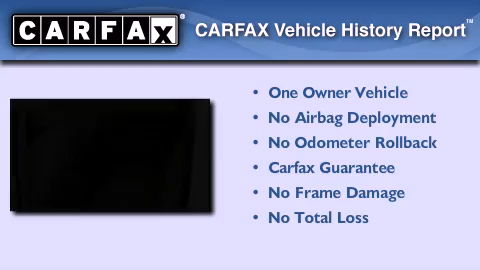 CARFAX® CARFAX Vehicle History Report™
• One Owner Vehicle
• No Airbag Deployment
• No Odometer Rollback
• Carfax Guarantee
• No Frame Damage
• No Total Loss